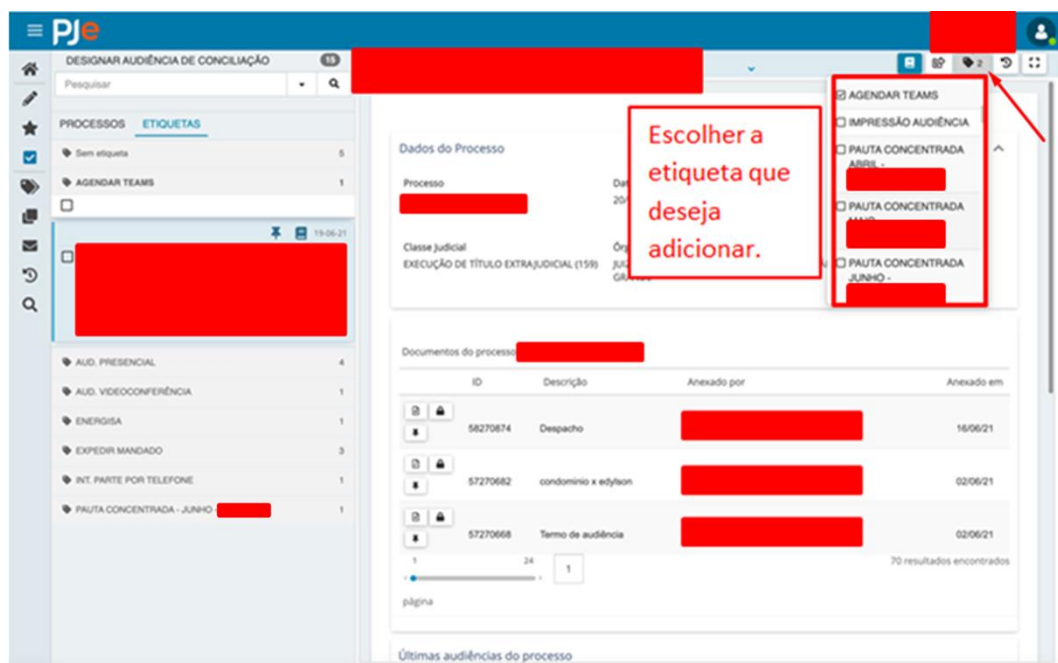 PJe
DESIGNAR AUDIÊNCIA DE CONCILIAÇÃO
Pesquisar
PROCESSOS ETIQUETAS
Sem etiqueta 5
AGENDAR TEAMS 1
19-06-21
AUD. PRESENCIAL 4
AUD. VIDEOCONFERÊNCIA 1
ENERGISA 1
EXPEDIR MANDADO 3
INT. PARTE POR TELEFONE 1
PAUTA CONCENTRADA - JUNHO - 1
2
AGENDAR TEAMS
IMPRESSÃO AUDIÊNCIA
PAUTA CONCENTRADA
ABRIL -
PAUTA CONCENTRADA
PAUTA CONCENTRADA
JUNHO -
Escolher a
etiqueta que
deseja
adicionar.
Dados do Processo
Processo
Classe Judicial
EXECUÇÃO DE TÍTULO EXTRAJUDICIAL (159)
Documentos do processo
ID Descrição Anexado por Anexado em
58270874 Despacho 16/06/21
57270682 condominio x edylson 02/06/21
57270668 Termo de audiência 02/06/21
1 24 1 70 resultados encontrados
página
Últimas audiências do processo